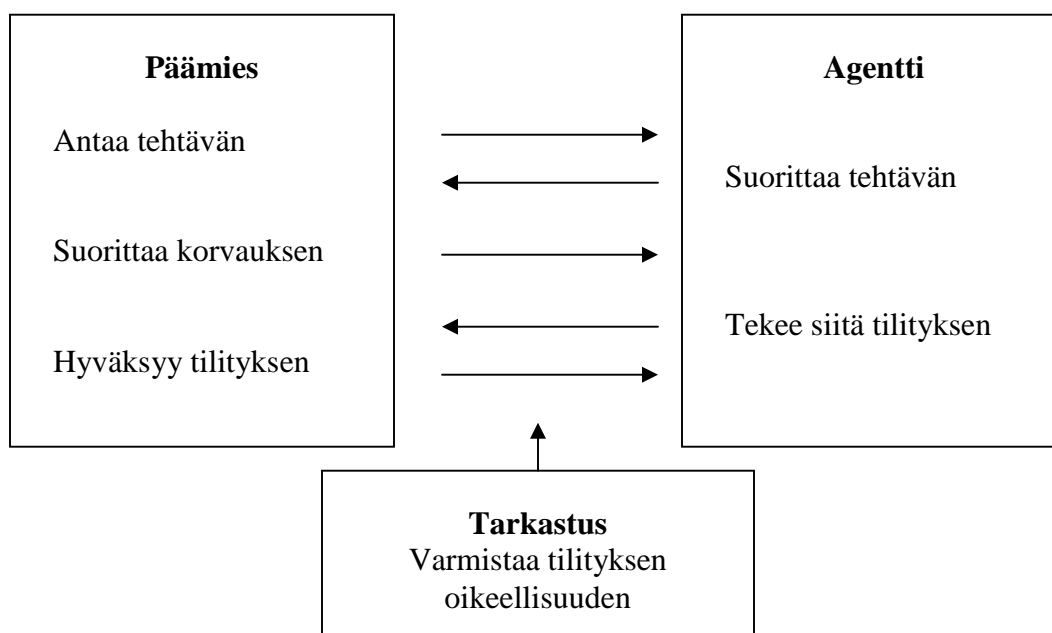 Päämies
Antaa tehtävän
Suorittaa korvauksen
Hyväksyy tilityksen
Agentti
Suorittaa tehtävän
Tekee siitä tilityksen
Tarkastus
Varmistaa tilityksen
oikeellisuuden